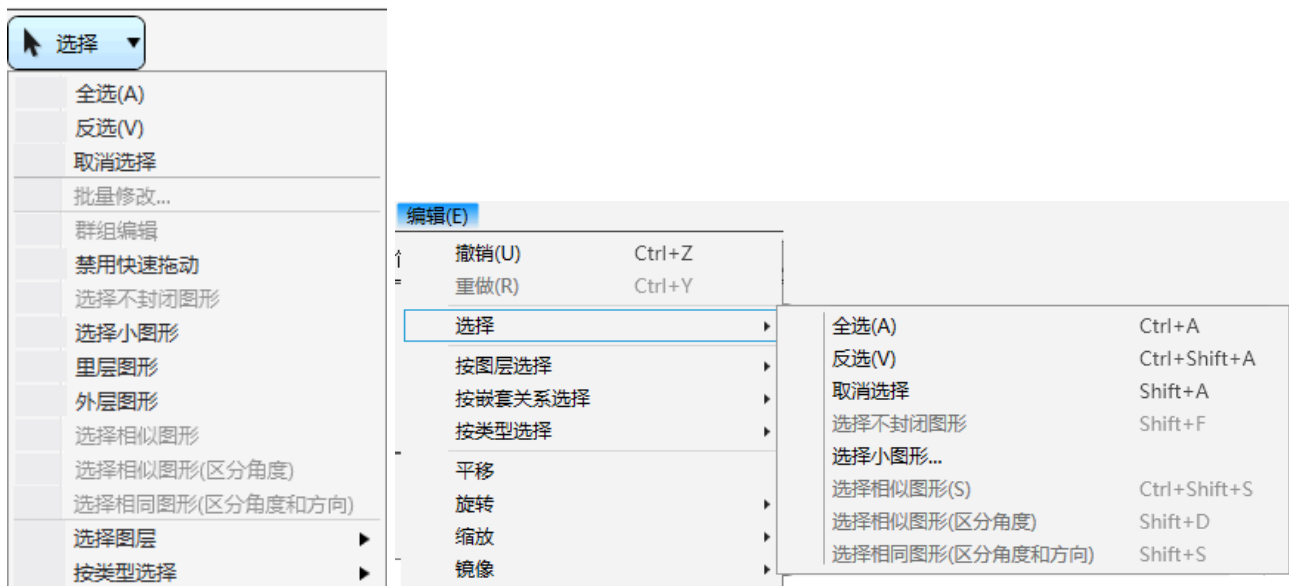 选择
全选(A)
反选(V)
取消选择
批量修改...
群组编辑
禁用快速拖动
选择不封闭图形
选择小图形
里层图形
外层图形
选择相似图形
选择相似图形(区分角度)
选择相同图形(区分角度和方向)
选择图层
按类型选择
编辑(E)
撤销(U) Ctrl+Z
重做(R) Ctrl+Y
选择
按图层选择
按嵌套关系选择
按类型选择
平移
旋转
缩放
镜像
全选(A) Ctrl+A
反选(V) Ctrl+Shift+A
取消选择 Shift+A
选择不封闭图形 Shift+F
选择小图形...
选择相似图形(S) Ctrl+Shift+S
选择相似图形(区分角度) Shift+D
选择相同图形(区分角度和方向) Shift+S